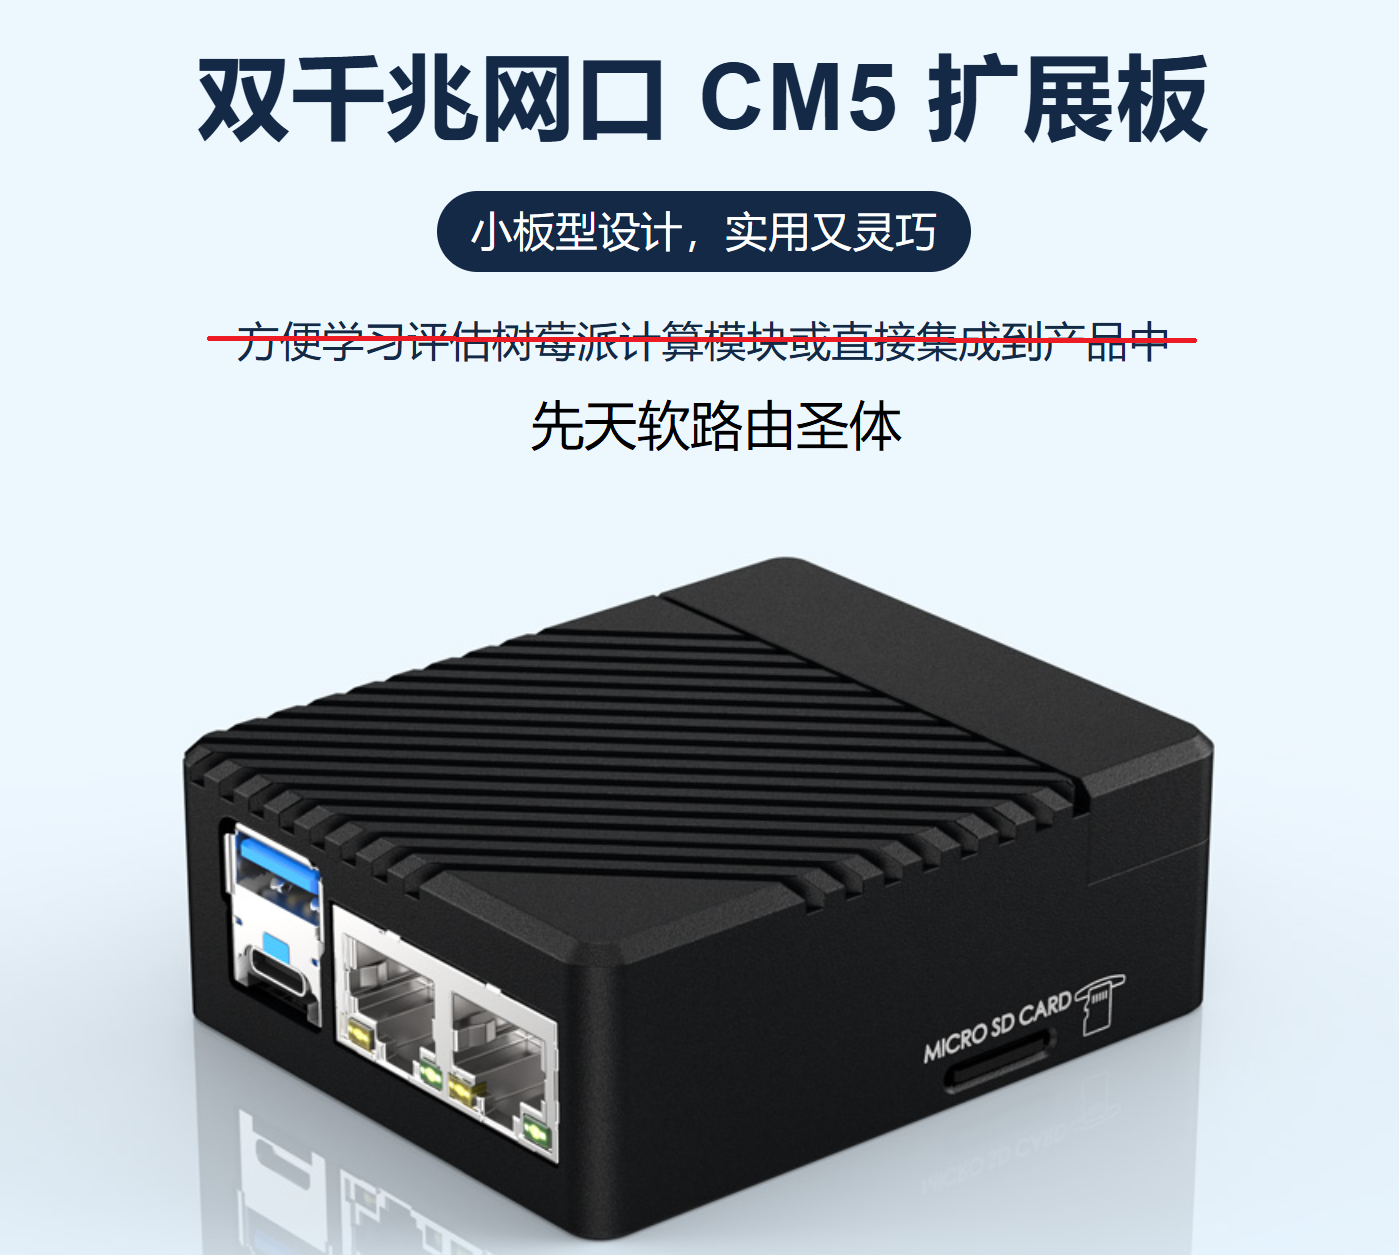 双千兆网口 CM5 扩展板
小板型设计，实用又灵巧
方便学习评估树莓派计算模块或直接集成到产品中
先天软路由圣体
MICRO SD CARD